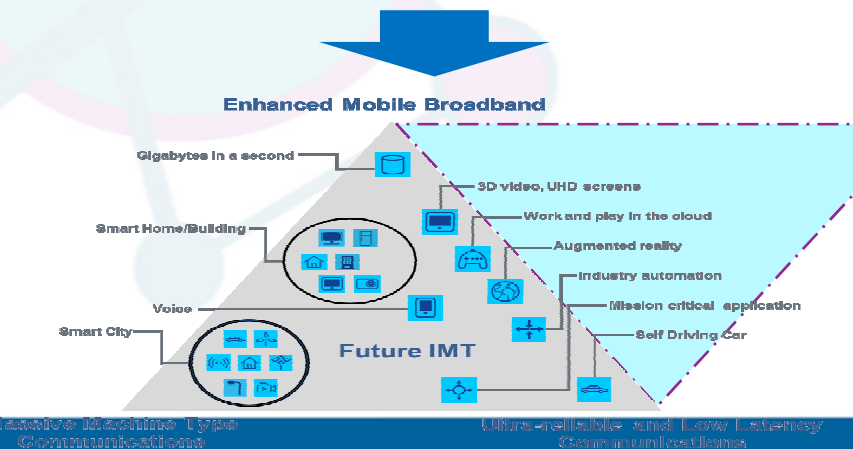 Enhanced Mobile Broadband
Gigabytes in a second
3D video, UHD screens
Work and play in the cloud
Smart Home/Building
Augmented reality
Industry automation
Mission critical application
Voice
Smart City
Self Driving Car
Future IMT
Machine Type
Communications
Ultra-reliable and Low Latency
Communications